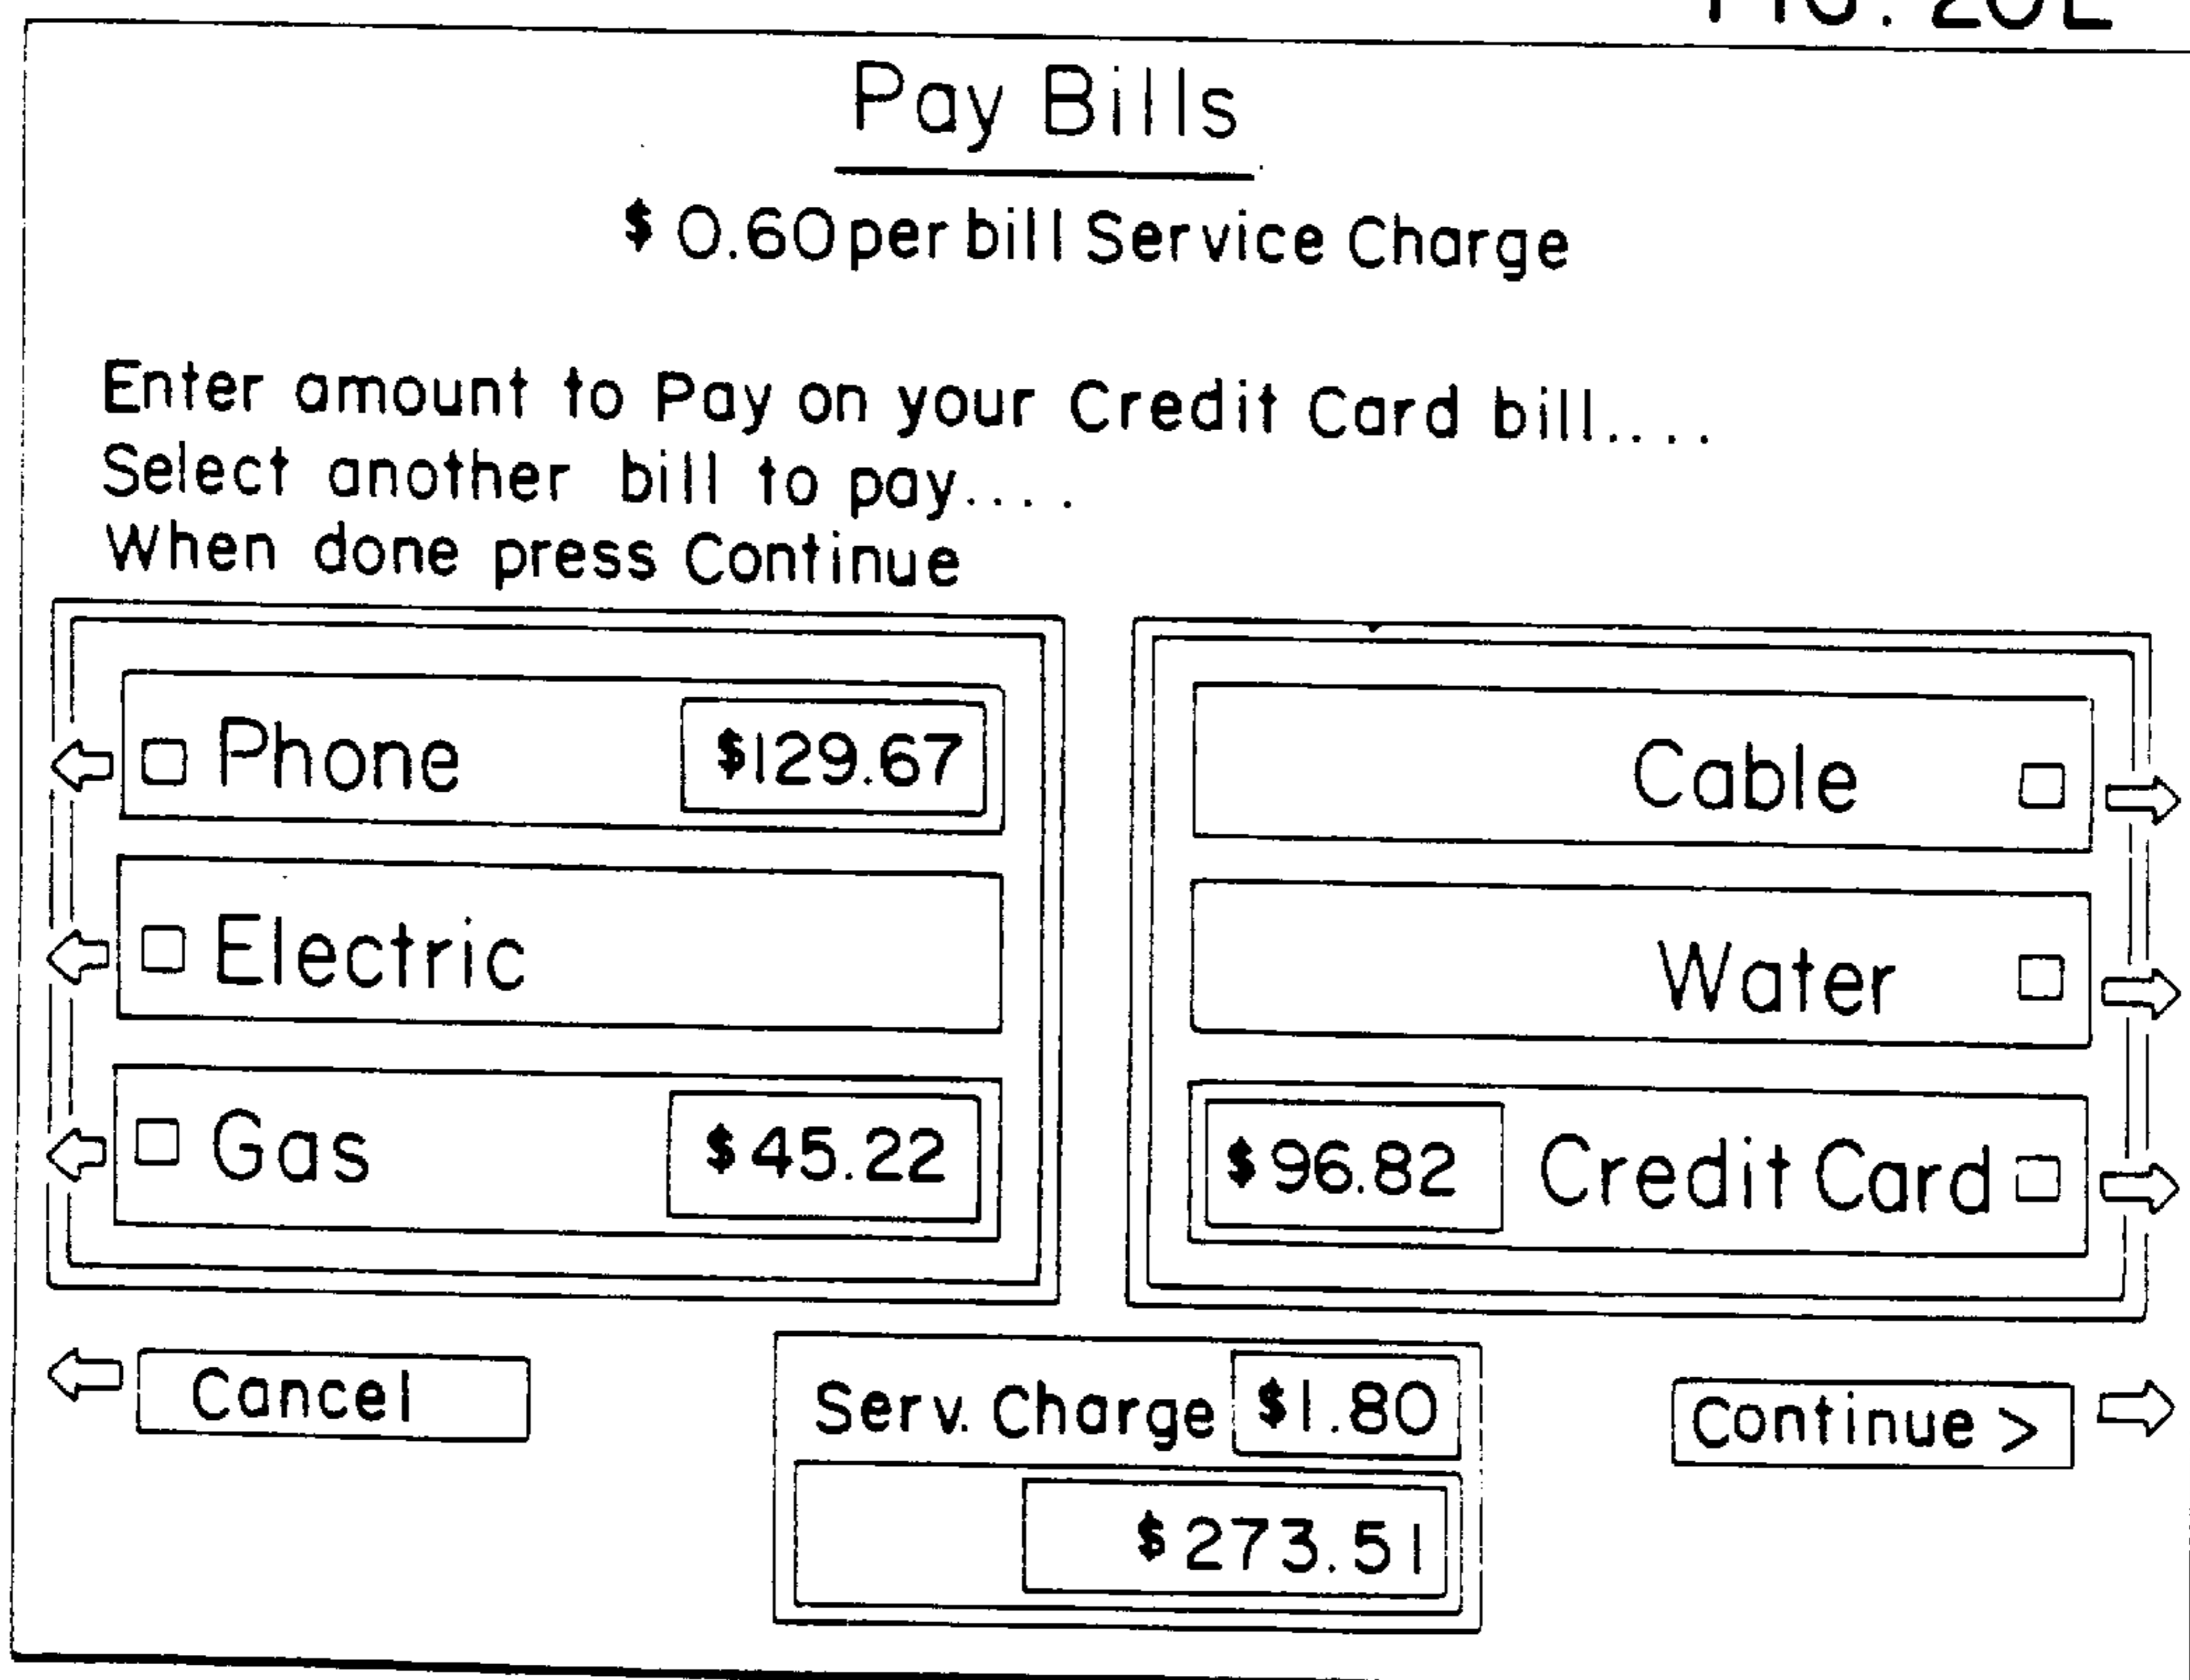 Pay Bills
$ 0.60 per bill Service Charge
Enter amount to Pay on your Credit Card bill....
Select another bill to pay....
When done press Continue
Phone $129.67
Electric
Gas $45.22
Cable
Water
$96.82 Credit Card
Cancel
Serv. Charge $1.80
$273.51
Continue >